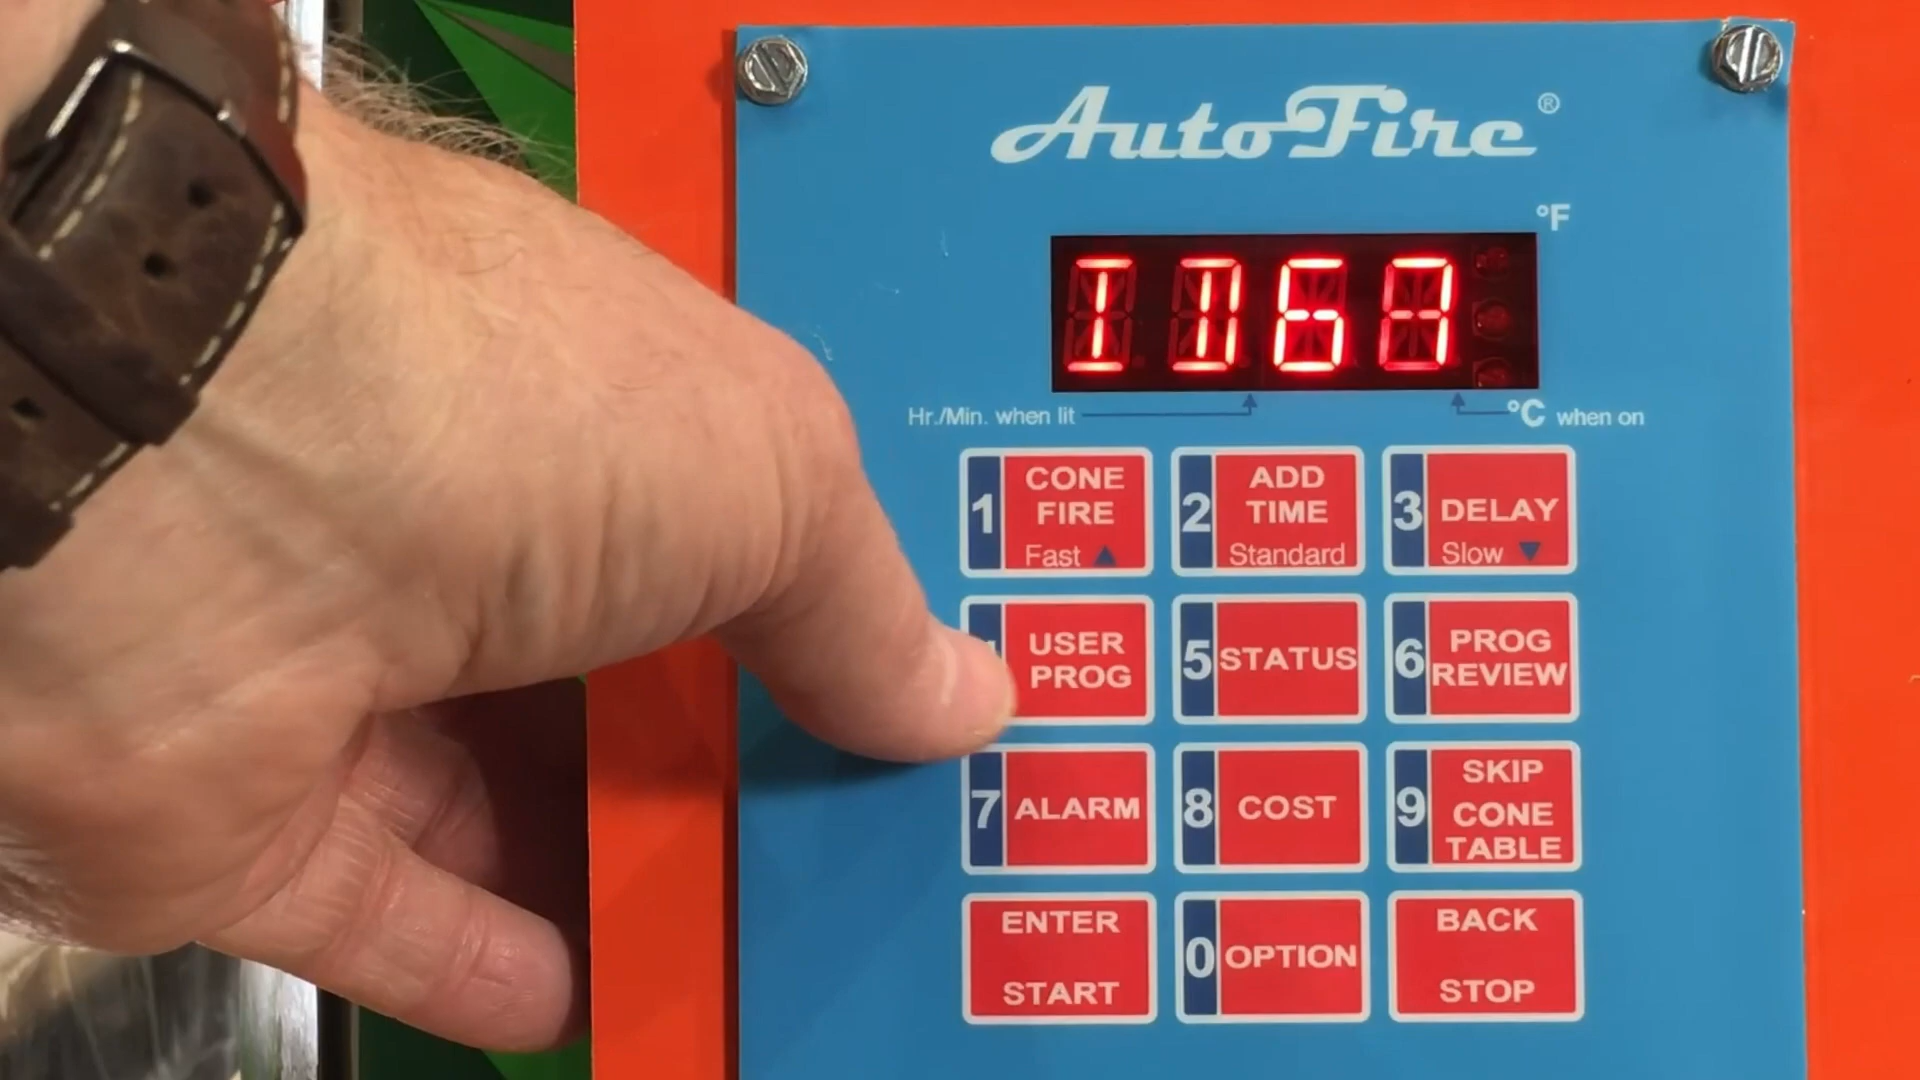 AutoFire®
°F
ID67
Hr./Min. when lit
°C when on
1 CONE FIRE Fast ▲
2 ADD TIME Standard
3 DELAY Slow ▼
USER PROG
5 STATUS
6 PROG REVIEW
7 ALARM
8 COST
9 SKIP CONE TABLE
ENTER START
0 OPTION
BACK STOP